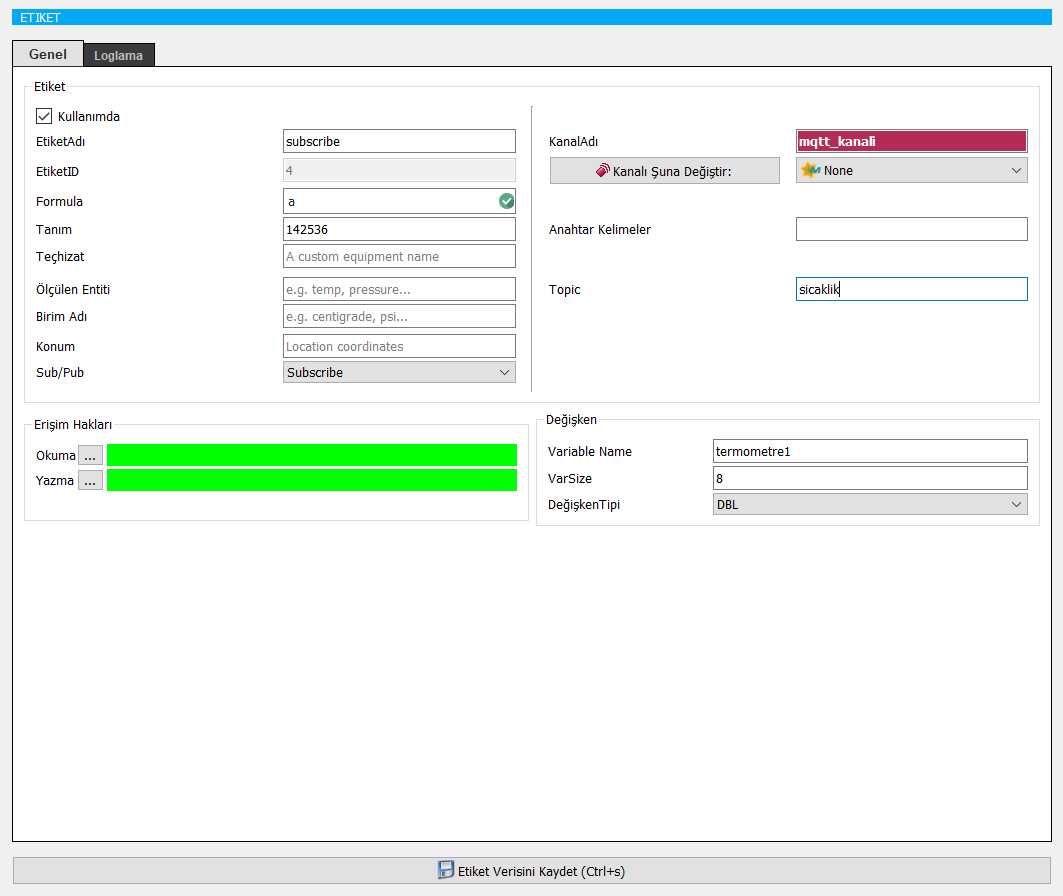 ETİKET
Genel
Loglama
Etiket
Kullanımda
EtiketAdı
subscribe
EtiketID
4
Formula
a
Tanım
142536
Teçhizat
A custom equipment name
Ölçülen Entiti
e.g. temp, pressure...
Birim Adı
e.g. centigrade, psi...
Konum
Location coordinates
Sub/Pub
Subscribe
KanalAdı
mqtt_kanali
Kanalı Şuna Değiştir:
None
Anahtar Kelimeler
Topic
sicaklik
Erişim Hakları
Okuma ...
Yazma ...
Değişken
Variable Name
termometre1
VarSize
8
DeğişkenTipi
DBL
Etiket Verisini Kaydet (Ctrl+s)